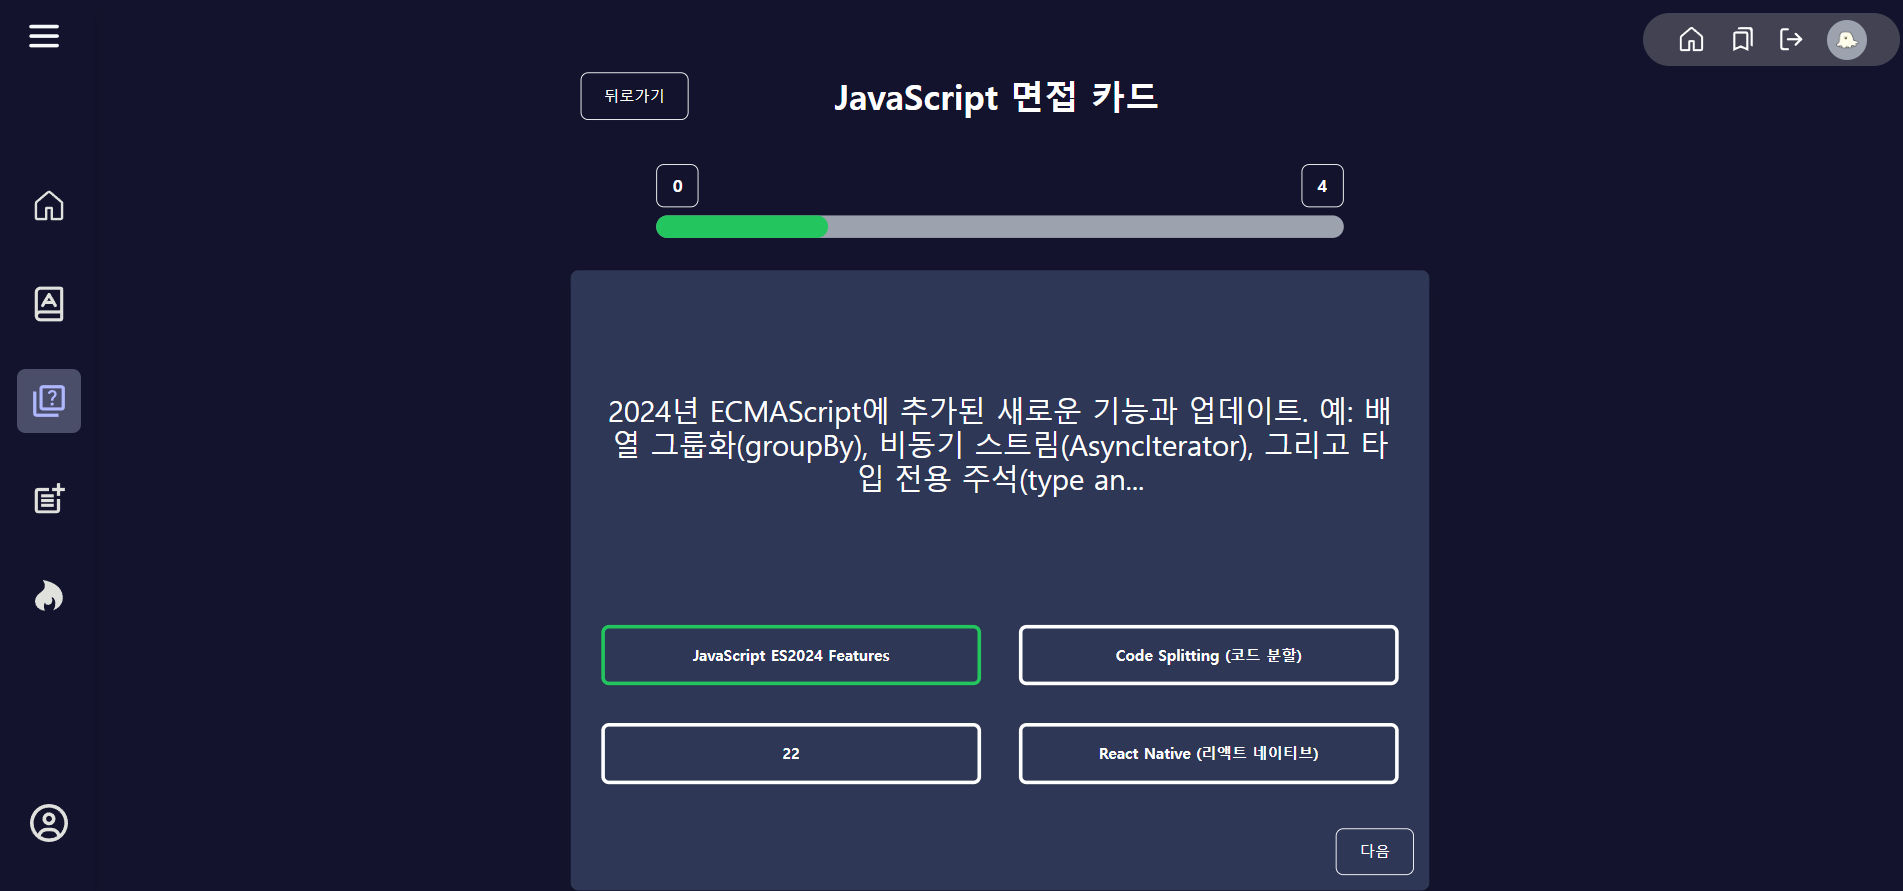 뒤로가기
JavaScript 면접 카드
0
4
2024년 ECMAScript에 추가된 새로운 기능과 업데이트. 예: 배
열 그룹화(groupBy), 비동기 스트림(AsyncIterator), 그리고 타
입 전용 주석(type an...
JavaScript ES2024 Features
Code Splitting (코드 분할)
22
React Native (리액트 네이티브)
다음